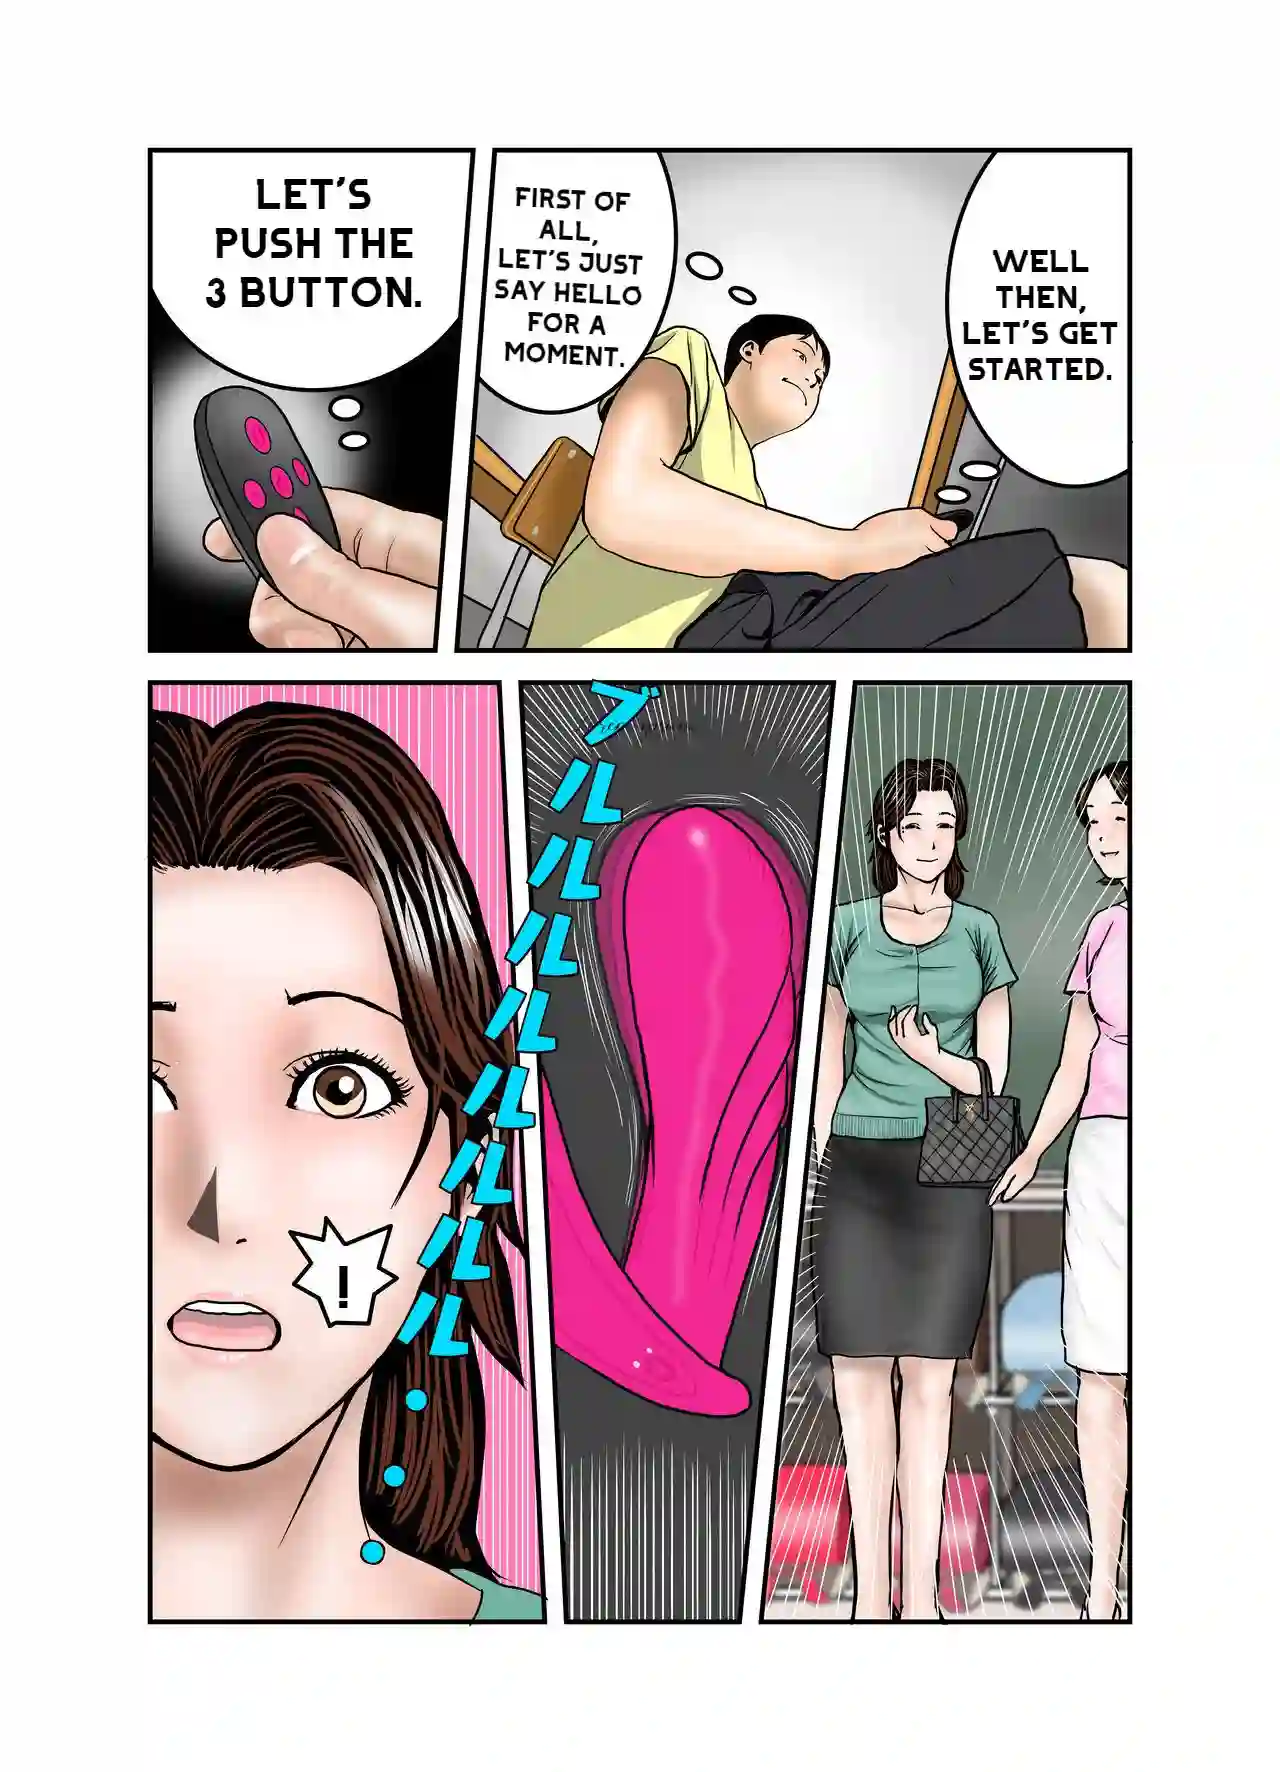 WELL
THEN,
LET'S GET
STARTED.
FIRST OF
ALL,
LET'S JUST
SAY HELLO
FOR A
MOMENT.
LET'S
PUSH THE
3 BUTTON.
ブルルルルルルルル
!